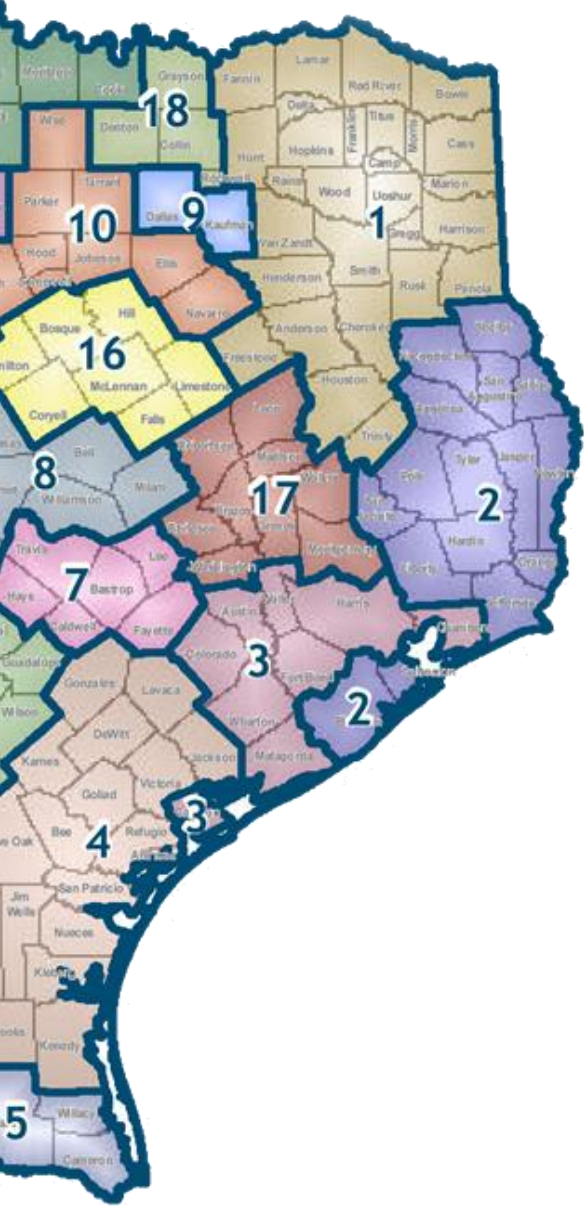 Montague
Cooke
Grayson
Fannin
Lamar
Red River
Bowie
18
Wise
Denton
Collin
Delta
Franklin
Titus
Morris
Cass
Hunt
Hopkins
Camp
Rockwall
Rains
Wood
Upshur
Marion
Parker
Tarrant
Dallas
9
Kaufman
10
1
Gregg
Harrison
Van Zandt
Hood
Johnson
Ellis
Smith
Henderson
Rusk
Panola
Somervell
Navarro
Hill
Bosque
Anderson
Cherokee
Shelby
Nacogdoches
16
Freestone
McLennan
Limestone
Houston
San
Augustine
Sabine
Coryell
Falls
Leon
Angelina
Trinity
Bell
Robertson
Madison
Walker
Polk
Tyler
Jasper
Newton
8
Williamson
Milam
17
Brazos
Grimes
San
Jacinto
2
Burleson
Hardin
Travis
Lee
Montgomery
Washington
Liberty
Orange
7
Bastrop
Hays
Austin
Waller
Harris
Jefferson
Caldwell
Fayette
Chambers
Guadalupe
Colorado
3
Gonzales
Lavaca
Fort Bend
Galveston
Wilson
2
Wharton
DeWitt
Karnes
Jackson
Matagorda
Victoria
Goliad
3
Bee
4
Refugio
Aransas
San Patricio
Jim
Wells
Nueces
Kleberg
Kenedy
5
Willacy
Cameron